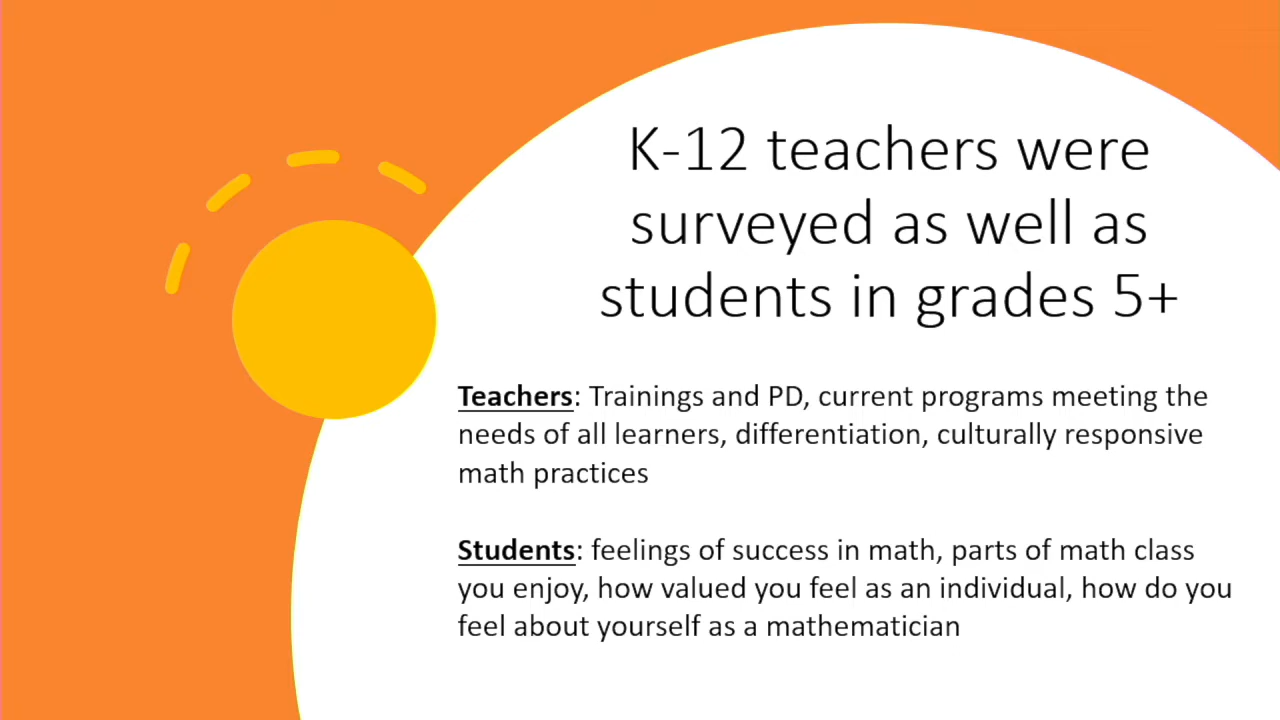 K-12 teachers were
surveyed as well as
students in grades 5+
Teachers: Trainings and PD, current programs meeting the
needs of all learners, differentiation, culturally responsive
math practices
Students: feelings of success in math, parts of math class
you enjoy, how valued you feel as an individual, how do you
feel about yourself as a mathematician